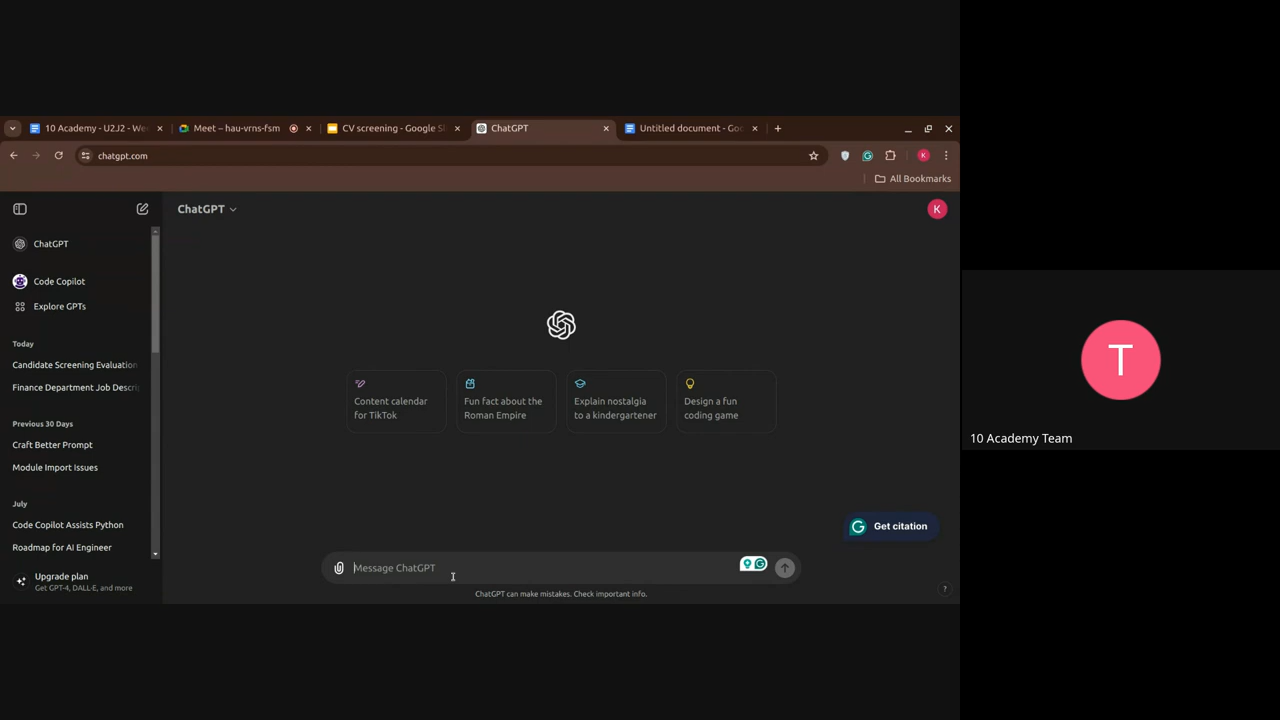 10 Academy - U2J2 - We
Meet – hau-vrns-fsm
CV screening - Google Sl
ChatGPT
Untitled document - Goo
chatgpt.com
K
All Bookmarks
ChatGPT
K
ChatGPT
Code Copilot
Explore GPTs
Today
Candidate Screening Evaluation
Finance Department Job Descri
Previous 30 Days
Craft Better Prompt
Module Import Issues
July
Code Copilot Assists Python
Roadmap for AI Engineer
Upgrade plan
Get GPT-4, DALL·E, and more
Content calendar
for TikTok
Fun fact about the
Roman Empire
Explain nostalgia
to a kindergartener
Design a fun
coding game
Get citation
Message ChatGPT
ChatGPT can make mistakes. Check important info.
?
T
10 Academy Team